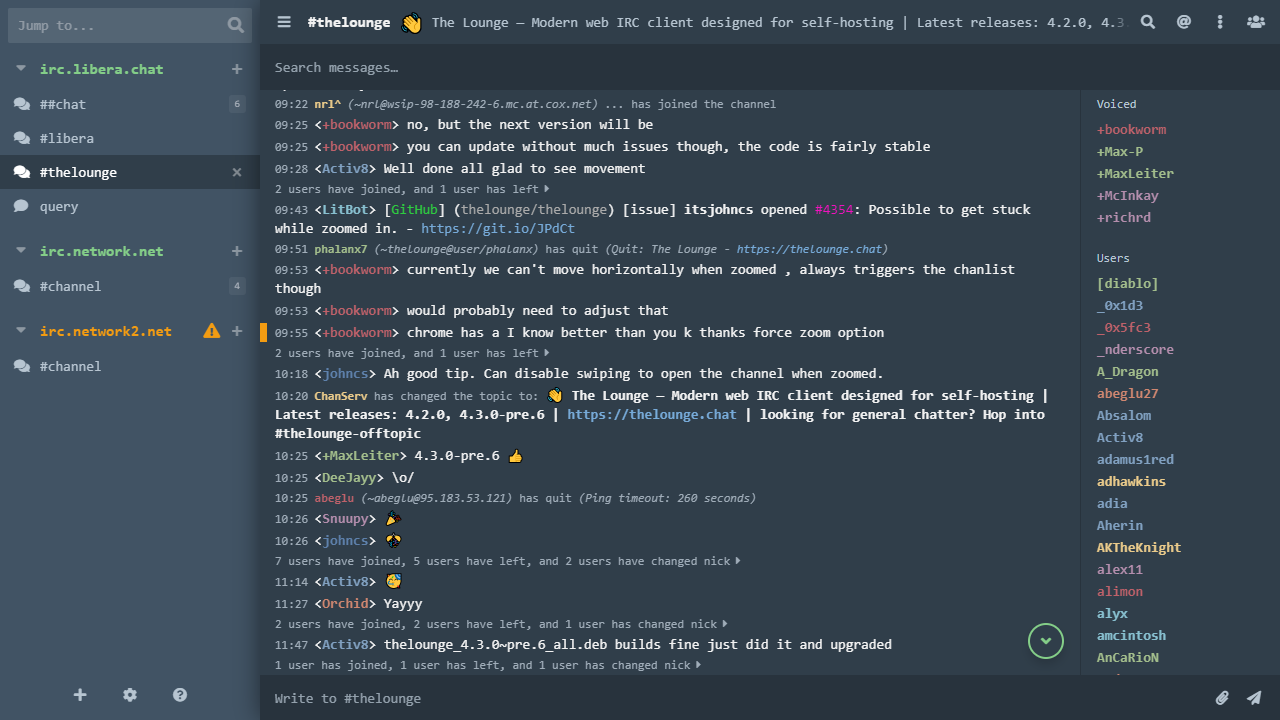 Jump to...
irc.libera.chat
##chat 6
#libera
#thelounge
query
irc.network.net
#channel 4
irc.network2.net
#channel
#thelounge 👋 The Lounge — Modern web IRC client designed for self-hosting | Latest releases: 4.2.0, 4.3
Search messages…
09:22 nrl^ (~nrl@wsip-98-188-242-6.mc.at.cox.net) ... has joined the channel
09:25 <+bookworm> no, but the next version will be
09:25 <+bookworm> you can update without much issues though, the code is fairly stable
09:28 <Activ8> Well done all glad to see movement
2 users have joined, and 1 user has left
09:43 <LitBot> [GitHub] (thelounge/thelounge) [issue] itsjohncs opened #4354: Possible to get stuck
while zoomed in. - https://git.io/JPdCt
09:51 phalanx7 (~thelounge@user/phalanx) has quit (Quit: The Lounge - https://thelounge.chat)
09:53 <+bookworm> currently we can't move horizontally when zoomed , always triggers the chanlist
though
09:53 <+bookworm> would probably need to adjust that
09:55 <+bookworm> chrome has a I know better than you k thanks force zoom option
2 users have joined, and 1 user has left
10:18 <johncs> Ah good tip. Can disable swiping to open the channel when zoomed.
10:20 ChanServ has changed the topic to: 👋 The Lounge — Modern web IRC client designed for self-hosting |
Latest releases: 4.2.0, 4.3.0-pre.6 | https://thelounge.chat | looking for general chatter? Hop into
#thelounge-offtopic
10:25 <+MaxLeiter> 4.3.0-pre.6 👍
10:25 <DeeJayy> \o/
10:25 abeglu (~abeglu@95.183.53.121) has quit (Ping timeout: 260 seconds)
10:26 <Snuupy> 🎉
10:26 <johncs>
7 users have joined, 5 users have left, and 2 users have changed nick
11:14 <Activ8> 🥳
11:27 <Orchid> Yayyy
2 users have joined, 2 users have left, and 1 user has changed nick
11:47 <Activ8> thelounge_4.3.0~pre.6_all.deb builds fine just did it and upgraded
1 user has joined, 1 user has left, and 1 user has changed nick
Write to #thelounge
Voiced
+bookworm
+Max-P
+MaxLeiter
+McInkay
+richrd
Users
[diablo]
_0x1d3
_0x5fc3
_nderscore
A_Dragon
abeglu27
Absalom
Activ8
adamus1red
adhawkins
adia
Aherin
AKTheKnight
alex11
alimon
alyx
amcintosh
AnCaRioN